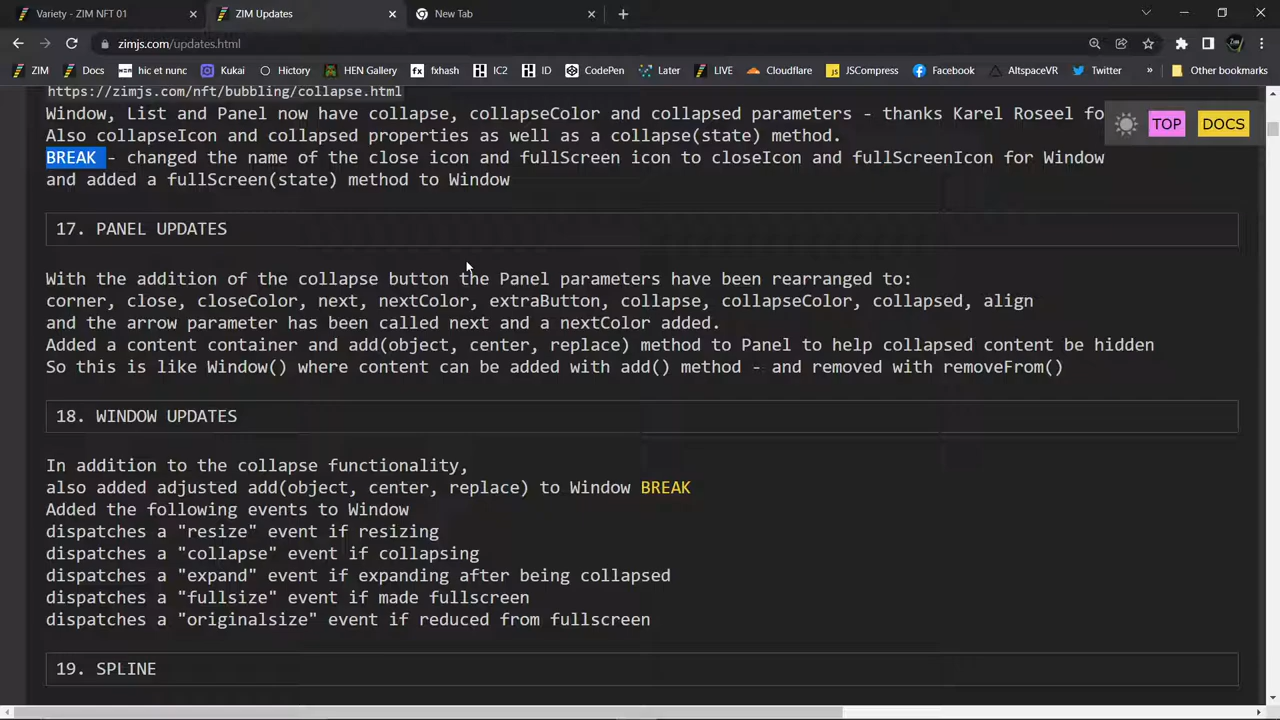 Variety - ZIM NFT 01
ZIM Updates
New Tab
zimjs.com/updates.html
ZIM
Docs
hic et nunc
Kukai
Hictory
HEN Gallery
fxhash
IC2
ID
CodePen
Later
LIVE
Cloudflare
JSCompress
Facebook
AltspaceVR
Twitter
»
Other bookmarks
https://zimjs.com/nft/bubbling/collapse.html
Window, List and Panel now have collapse, collapseColor and collapsed parameters - thanks Karel Roseel fo
TOP
DOCS
Also collapseIcon and collapsed properties as well as a collapse(state) method.
BREAK - changed the name of the close icon and fullScreen icon to closeIcon and fullScreenIcon for Window
and added a fullScreen(state) method to Window
17. PANEL UPDATES
With the addition of the collapse button the Panel parameters have been rearranged to:
corner, close, closeColor, next, nextColor, extraButton, collapse, collapseColor, collapsed, align
and the arrow parameter has been called next and a nextColor added.
Added a content container and add(object, center, replace) method to Panel to help collapsed content be hidden
So this is like Window() where content can be added with add() method - and removed with removeFrom()
18. WINDOW UPDATES
In addition to the collapse functionality,
also added adjusted add(object, center, replace) to Window BREAK
Added the following events to Window
dispatches a "resize" event if resizing
dispatches a "collapse" event if collapsing
dispatches a "expand" event if expanding after being collapsed
dispatches a "fullsize" event if made fullscreen
dispatches a "originalsize" event if reduced from fullscreen
19. SPLINE